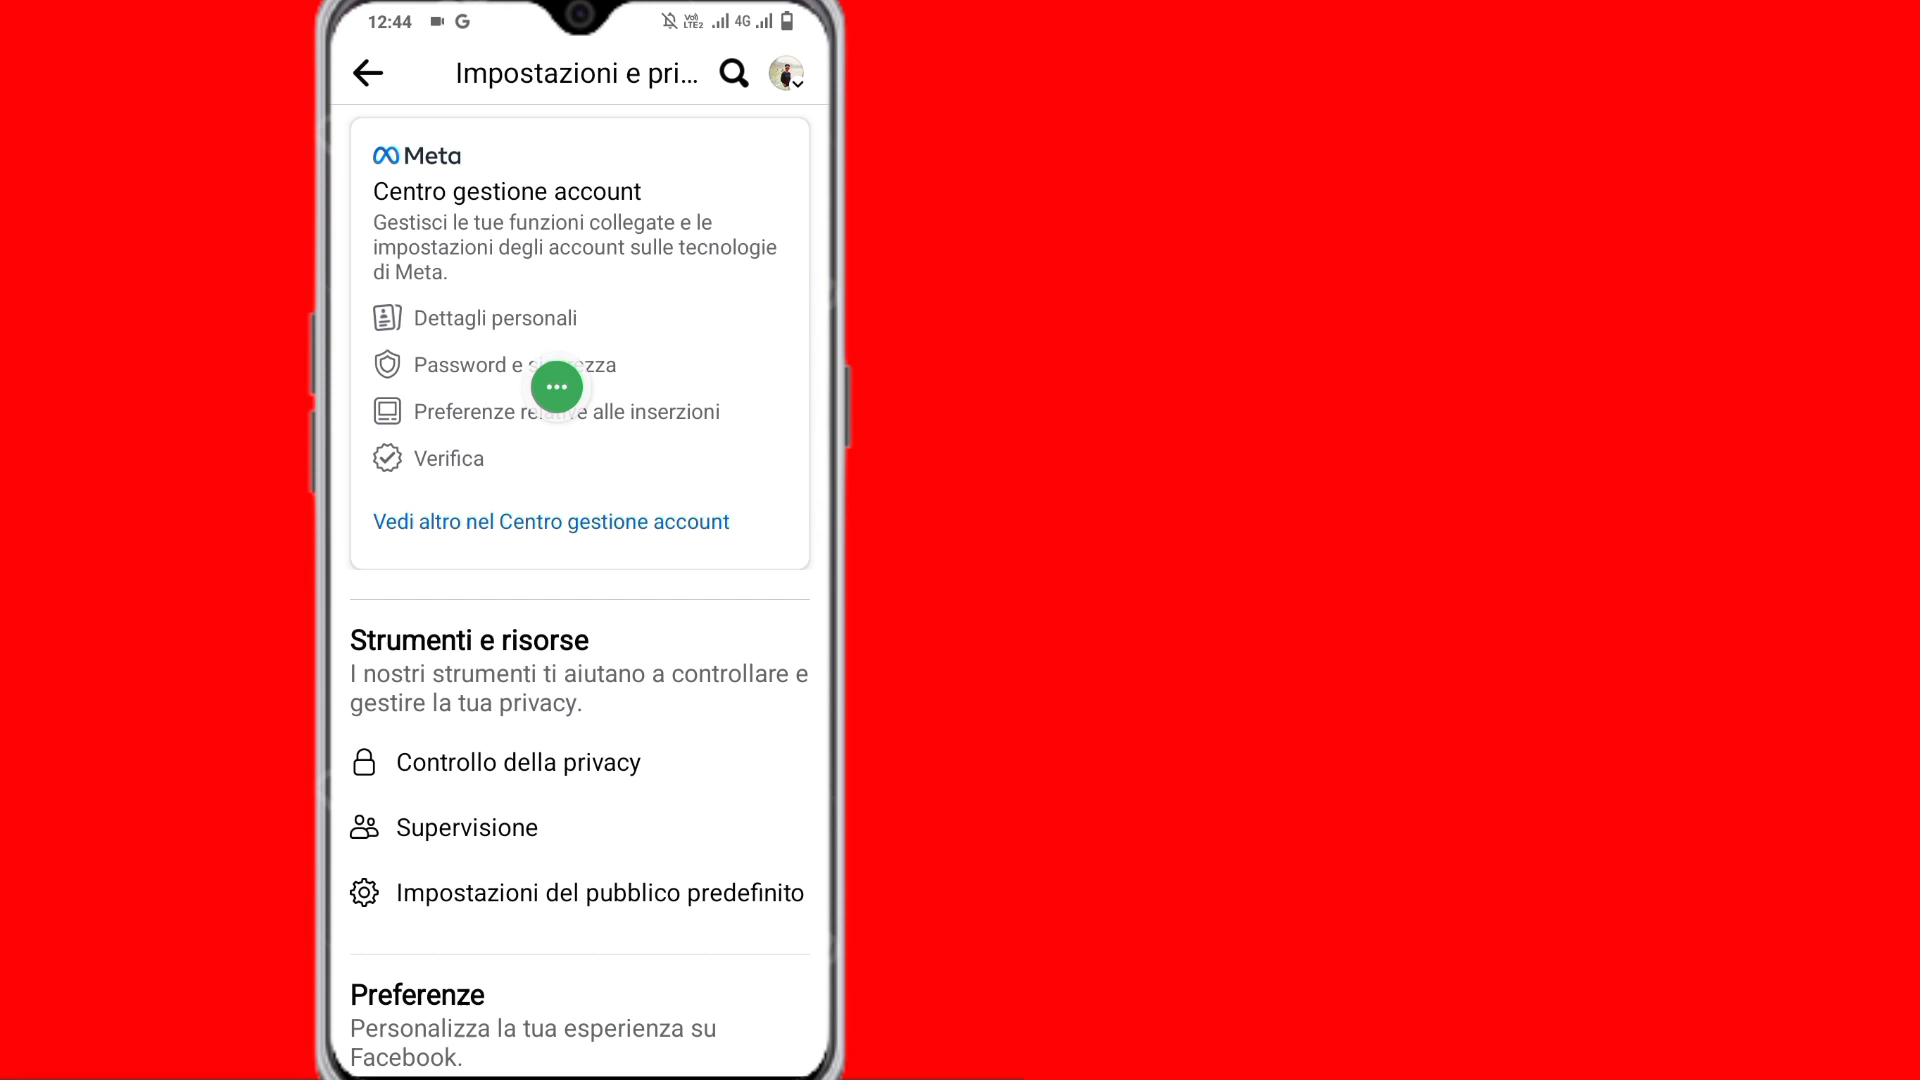 12:44 G Vo) LTE2 4G
Impostazioni e pri...
Meta
Centro gestione account
Gestisci le tue funzioni collegate e le
impostazioni degli account sulle tecnologie
di Meta.
Dettagli personali
Password e
Preferenze alle inserzioni
Verifica
Vedi altro nel Centro gestione account
Strumenti e risorse
I nostri strumenti ti aiutano a controllare e
gestire la tua privacy.
Controllo della privacy
Supervisione
Impostazioni del pubblico predefinito
Preferenze
Personalizza la tua esperienza su
Facebook.